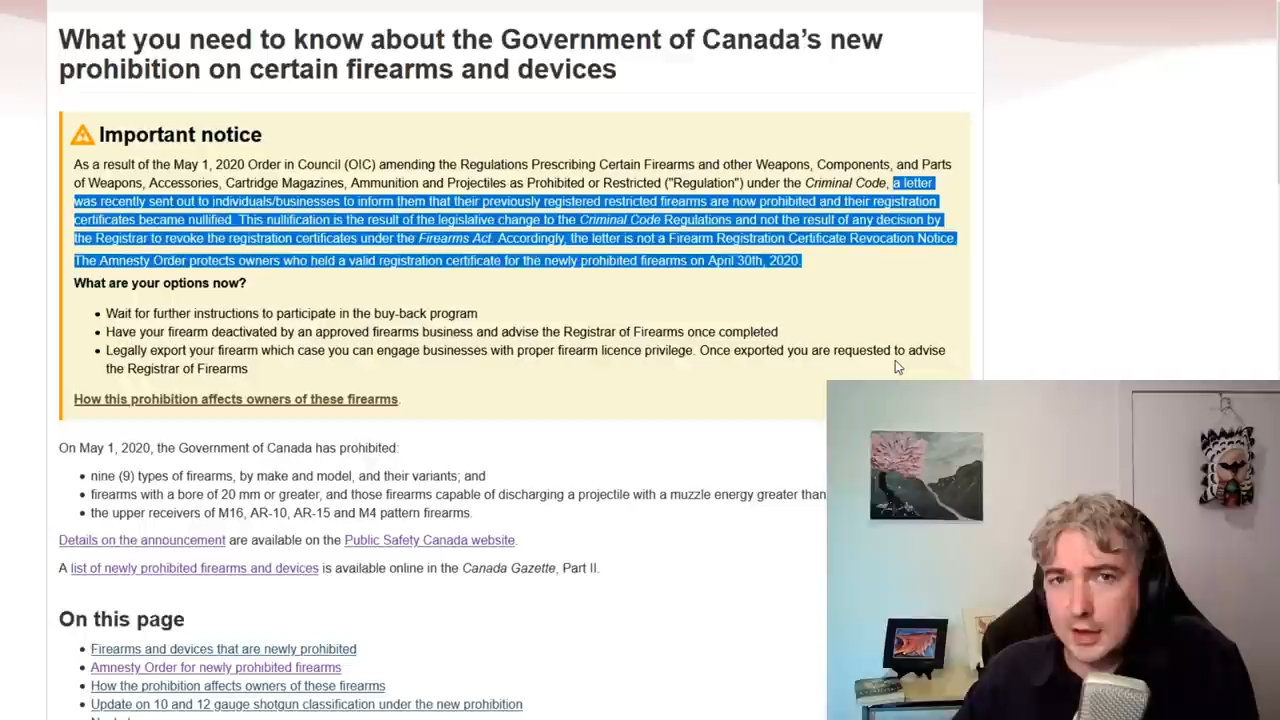 What you need to know about the Government of Canada's new
prohibition on certain firearms and devices
Important notice
As a result of the May 1, 2020 Order in Council (OIC) amending the Regulations Prescribing Certain Firearms and other Weapons, Components, and Parts
of Weapons, Accessories, Cartridge Magazines, Ammunition and Projectiles as Prohibited or Restricted ("Regulation") under the Criminal Code, a letter
was recently sent out to individuals/businesses to inform them that their previously registered restricted firearms are now prohibited and their registration
certificates became nullified. This nullification is the result of the legislative change to the Criminal Code Regulations and not the result of any decision by
the Registrar to revoke the registration certificates under the Firearms Act. Accordingly, the letter is not a Firearm Registration Certificate Revocation Notice.
The Amnesty Order protects owners who held a valid registration certificate for the newly prohibited firearms on April 30th, 2020.
What are your options now?
• Wait for further instructions to participate in the buy-back program
• Have your firearm deactivated by an approved firearms business and advise the Registrar of Firearms once completed
• Legally export your firearm which case you can engage businesses with proper firearm licence privilege. Once exported you are requested to advise
the Registrar of Firearms
How this prohibition affects owners of these firearms.
On May 1, 2020, the Government of Canada has prohibited:
• nine (9) types of firearms, by make and model, and their variants; and
• firearms with a bore of 20 mm or greater, and those firearms capable of discharging a projectile with a muzzle energy greater than
• the upper receivers of M16, AR-10, AR-15 and M4 pattern firearms.
Details on the announcement are available on the Public Safety Canada website.
A list of newly prohibited firearms and devices is available online in the Canada Gazette, Part II.
On this page
• Firearms and devices that are newly prohibited
• Amnesty Order for newly prohibited firearms
• How the prohibition affects owners of these firearms
• Update on 10 and 12 gauge shotgun classification under the new prohibition